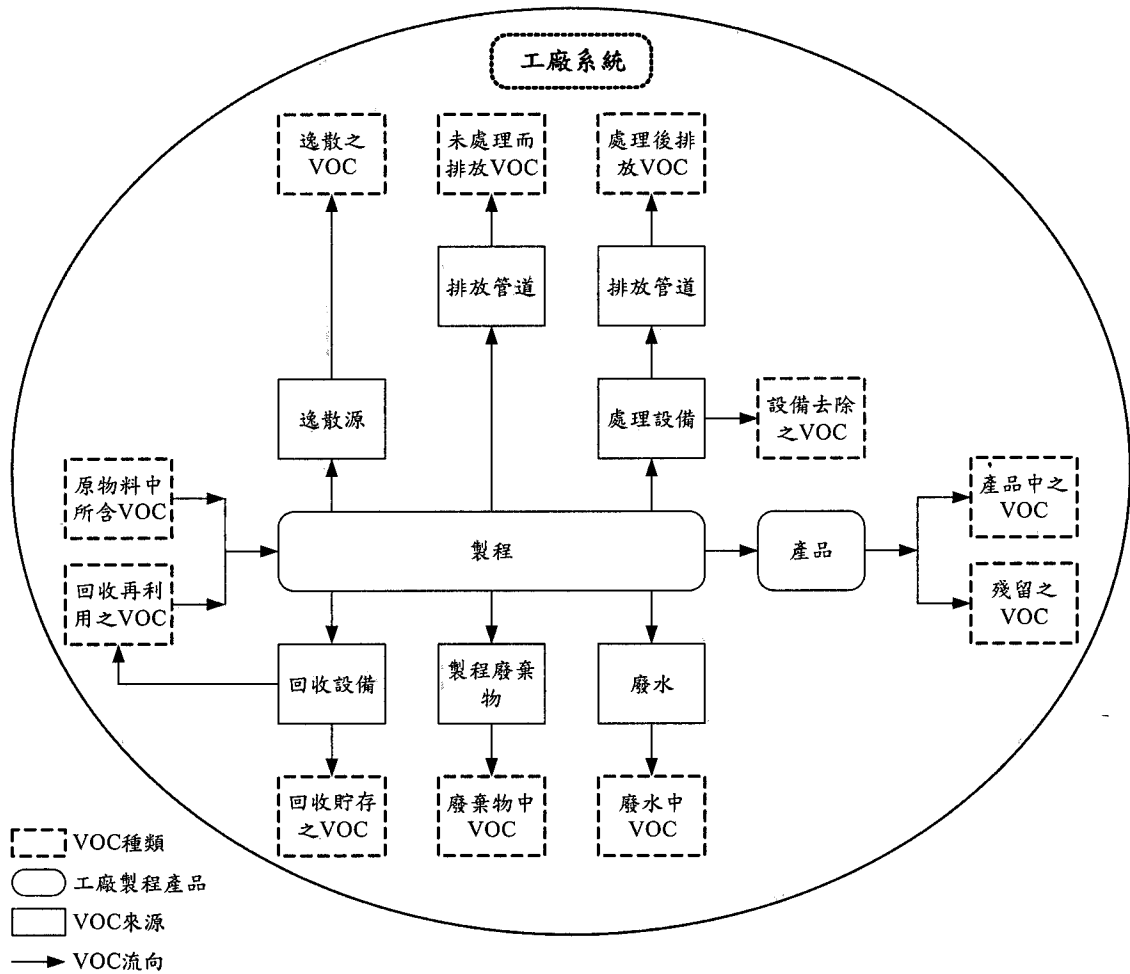 工廠系統
逸散之
VOC
未處理而
排放VOC
處理後排
放VOC
排放管道
排放管道
逸散源
處理設備
設備去除
之VOC
原物料中
所含VOC
回收再利
用之VOC
製程
產品
產品中之
VOC
殘留之
VOC
回收設備
製程廢棄
物
廢水
回收貯存
之VOC
廢棄物中
VOC
廢水中
VOC
VOC種類
工廠製程產品
VOC來源
VOC流向